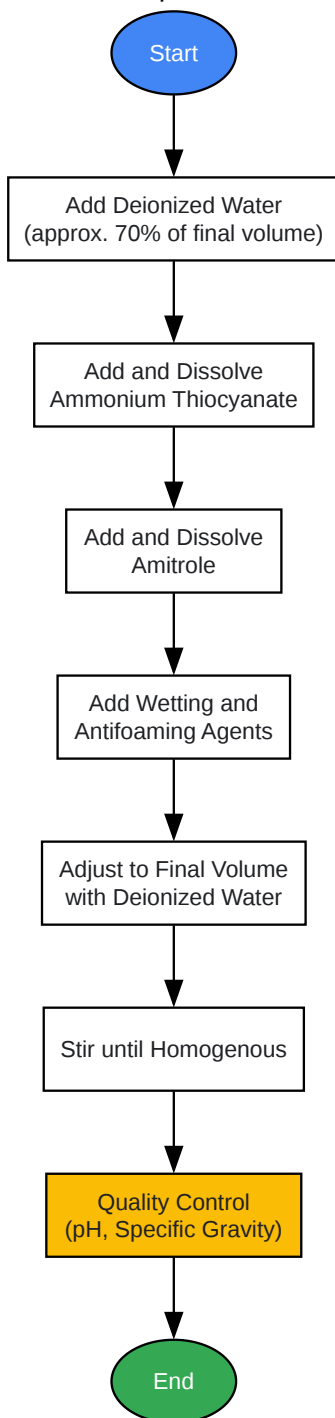 Start
Add Deionized Water
(approx. 70% of final volume)
Add and Dissolve
Ammonium Thiocyanate
Add and Dissolve
Amitrole
Add Wetting and
Antifoaming Agents
Adjust to Final Volume
with Deionized Water
Stir until Homogenous
Quality Control
(pH, Specific Gravity)
End